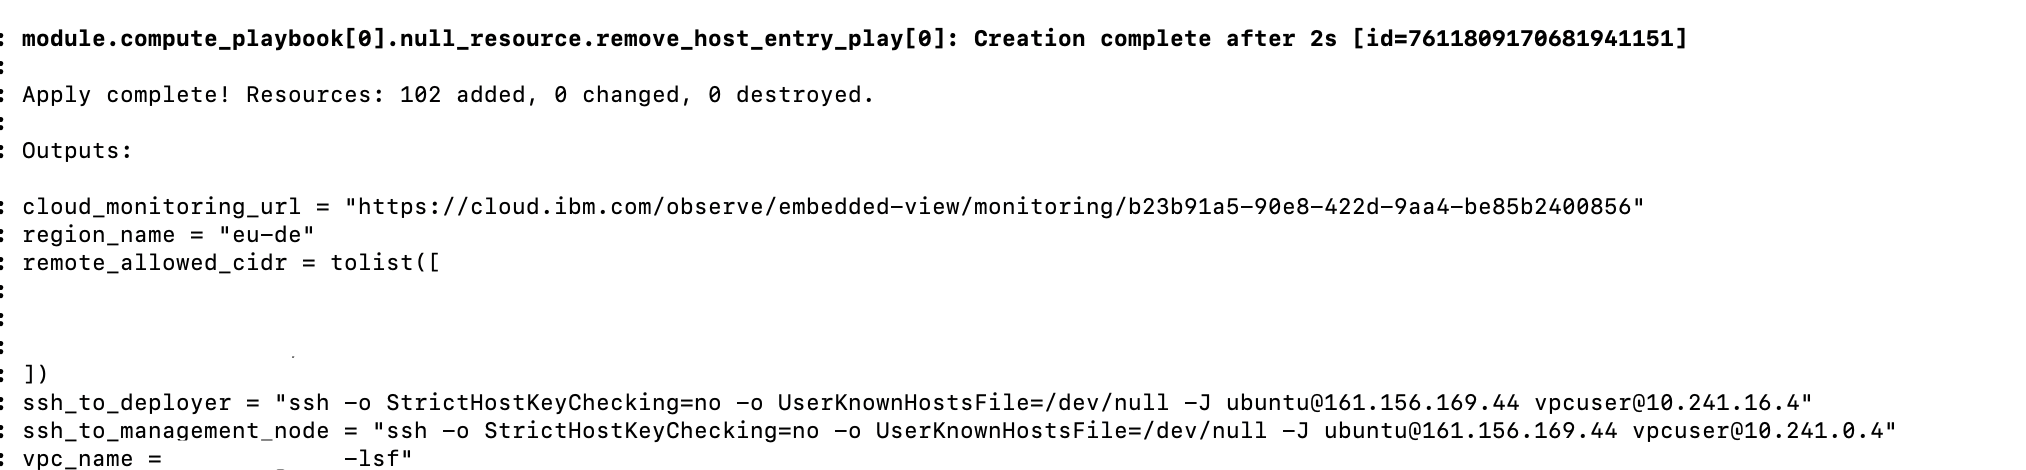 : module.compute_playbook[0].null_resource.remove_host_entry_play[0]: Creation complete after 2s [id=7611809170681941151]
:
: Apply complete! Resources: 102 added, 0 changed, 0 destroyed.
:
: Outputs:
: cloud_monitoring_url = "https://cloud.ibm.com/observe/embedded-view/monitoring/b23b91a5-90e8-422d-9aa4-be85b2400856"
: region_name = "eu-de"
: remote_allowed_cidr = tolist([
:
:
:
: ])
: ssh_to_deployer = "ssh -o StrictHostKeyChecking=no -o UserKnownHostsFile=/dev/null -J ubuntu@161.156.169.44 vpcuser@10.241.16.4"
: ssh_to_management_node = "ssh -o StrictHostKeyChecking=no -o UserKnownHostsFile=/dev/null -J ubuntu@161.156.169.44 vpcuser@10.241.0.4"
: vpc_name = -lsf"